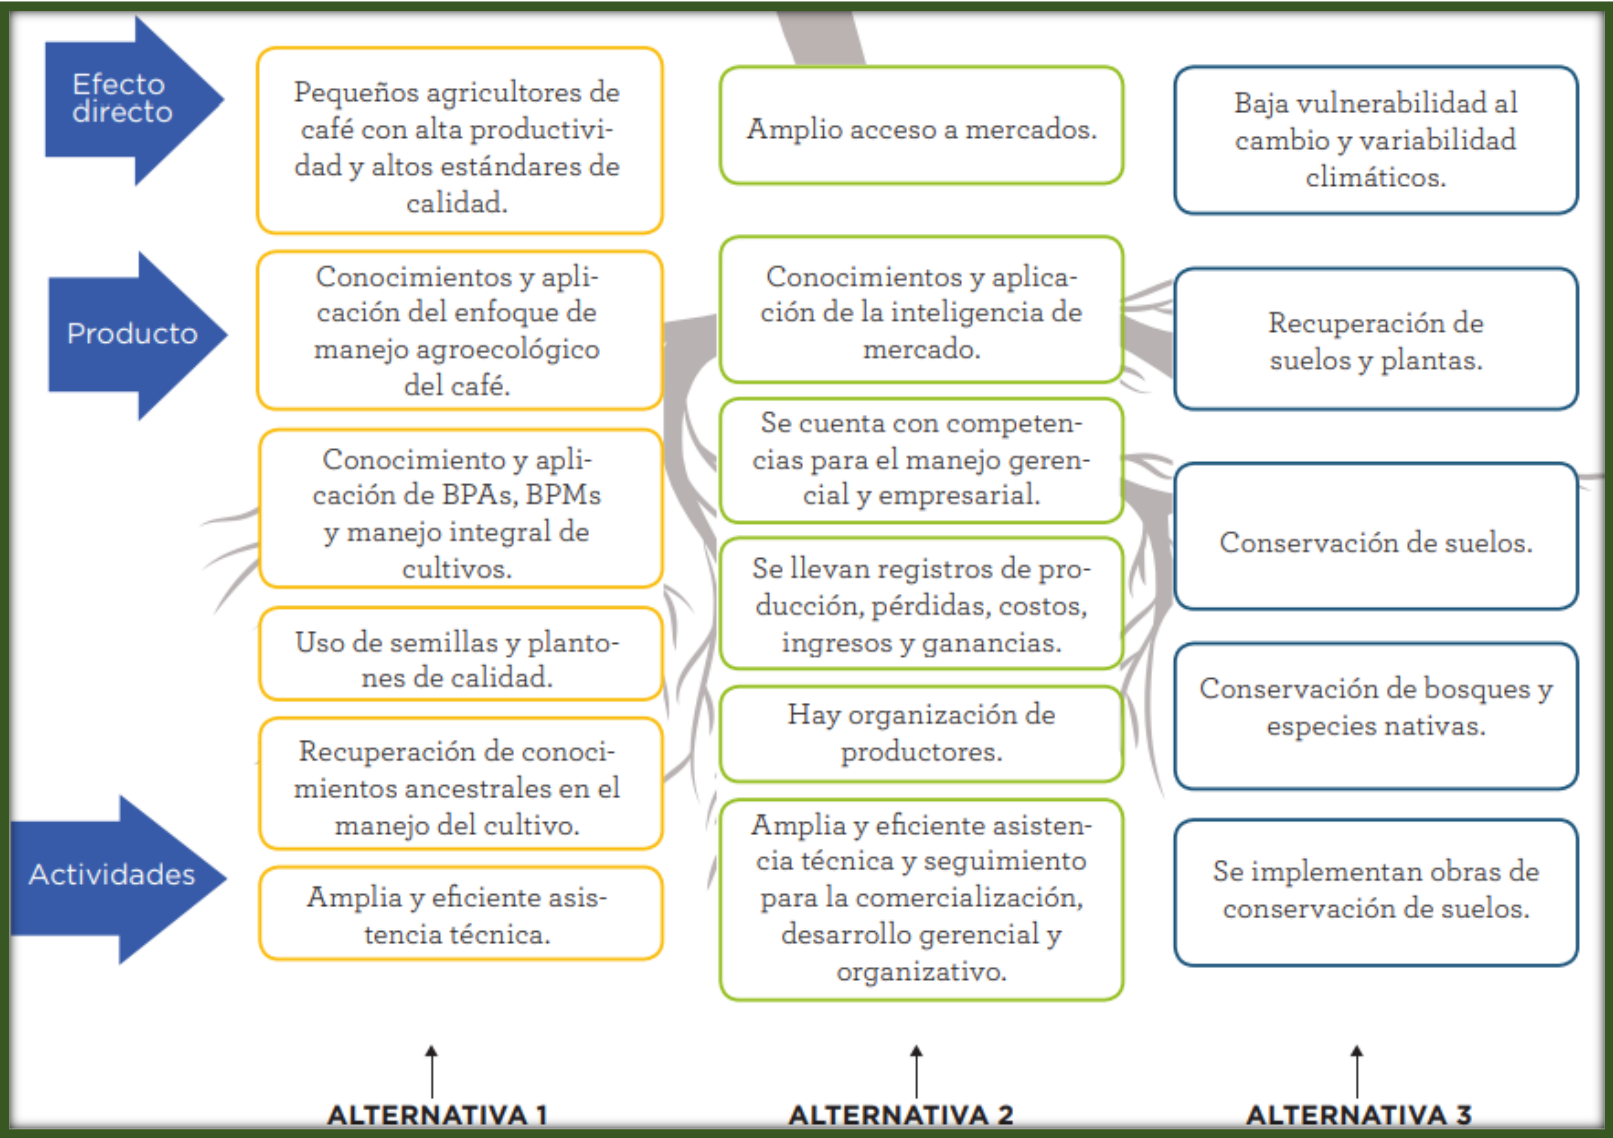 Efecto
directo
Pequeños agricultores de
café con alta productivi-
dad y altos estándares de
calidad.
Amplio acceso a mercados.
Baja vulnerabilidad al
cambio y variabilidad
climáticos.
Producto
Conocimientos y apli-
cación del enfoque de
manejo agroecológico
del café.
Conocimientos y aplica-
ción de la inteligencia de
mercado.
Recuperación de
suelos y plantas.
Conocimiento y apli-
cación de BPAs, BPMs
y manejo integral de
cultivos.
Se cuenta con competen-
cias para el manejo geren-
cial y empresarial.
Conservación de suelos.
Uso de semillas y planto-
nes de calidad.
Se llevan registros de pro-
ducción, pérdidas, costos,
ingresos y ganancias.
Conservación de bosques y
especies nativas.
Recuperación de conoci-
mientos ancestrales en el
manejo del cultivo.
Hay organización de
productores.
Actividades
Amplia y eficiente asis-
tencia técnica.
Amplia y eficiente asisten-
cia técnica y seguimiento
para la comercialización,
desarrollo gerencial y
organizativo.
Se implementan obras de
conservación de suelos.
ALTERNATIVA 1
ALTERNATIVA 2
ALTERNATIVA 3